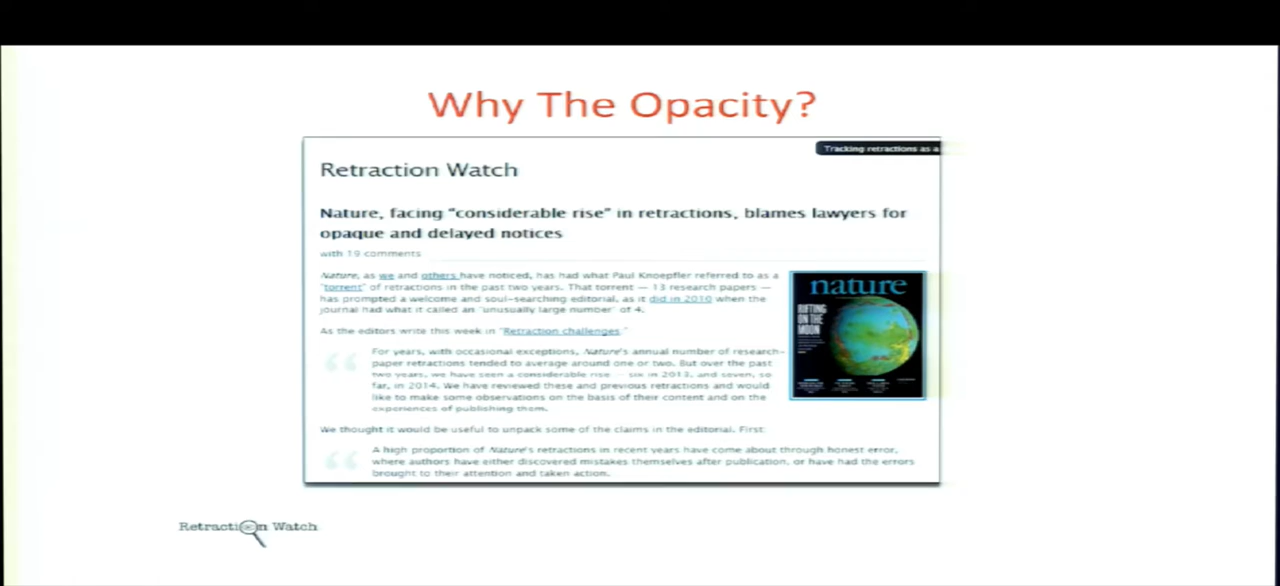 Why The Opacity?
Tracking retractions as a
Retraction Watch
Nature, facing "considerable rise" in retractions, blames lawyers for
opaque and delayed notices
with 19 comments
Nature, as we and others have noticed, has had what Paul Knoepfler referred to as a
"torrent" of retractions in the past two years. That torrent — 13 research papers —
has prompted a welcome and soul-searching editorial, as it did in 2010 when the
journal had what it called an "unusually large number" of 4.
As the editors write this week in "Retraction challenges."
For years, with occasional exceptions, Nature's annual number of research-
paper retractions tended to average around one or two. But over the past
two years, we have seen a considerable rise — six in 2013, and seven, so
far, in 2014. We have reviewed these and previous retractions and would
like to make some observations on the basis of their content and on the
experiences of publishing them.
We thought it would be useful to unpack some of the claims in the editorial. First:
A high proportion of Nature's retractions in recent years have come about through honest error,
where authors have either discovered mistakes themselves after publication, or have had the errors
brought to their attention and taken action.
nature
RIFTING
ON THE
MOON
Retraction Watch